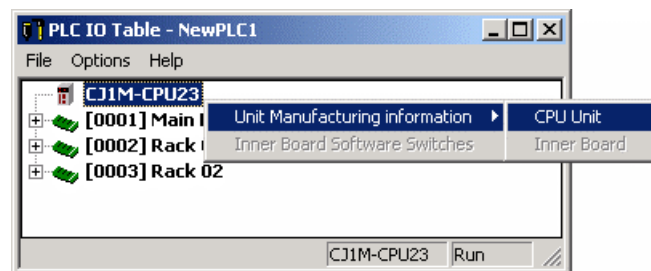 PLC IO Table - NewPLC1
File Options Help
CJ1M-CPU23
[0001] Main
Unit Manufacturing information
CPU Unit
[0002] Rack
Inner Board Software Switches
Inner Board
[0003] Rack 02
CJ1M-CPU23 Run